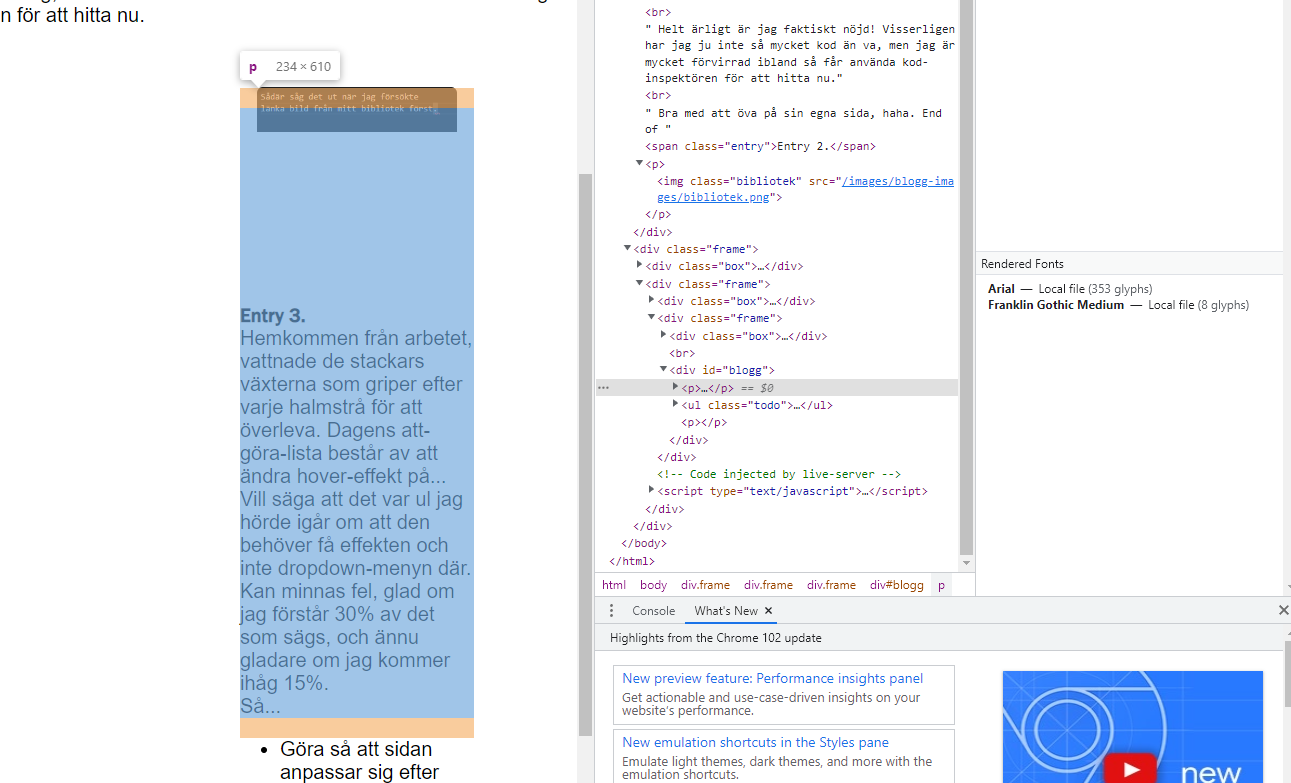 n för att hitta nu.
p 234 × 610
Sådär såg det ut när jag försökte
länka bild från mitt bibliotek först
Entry 3.
Hemkommen från arbetet,
vattnade de stackars
växterna som griper efter
varje halmstrå för att
överleva. Dagens att-
göra-lista består av att
ändra hover-effekt på...
Vill säga att det var ul jag
hörde igår om att den
behöver få effekten och
inte dropdown-menyn där.
Kan minnas fel, glad om
jag förstår 30% av det
som sägs, och ännu
gladare om jag kommer
ihåg 15%.
Så...
• Göra så att sidan
anpassar sig efter
<br>
" Helt ärligt är jag faktiskt nöjd! Visserligen
har jag ju inte så mycket kod än va, men jag är
mycket förvirrad ibland så får använda kod-
inspektören för att hitta nu."
<br>
" Bra med att öva på sin egna sida, haha. End
of "
<span class="entry">Entry 2.</span>
<p>
<img class="bibliotek" src="/images/blogg-ima
ges/bibliotek.png">
</p>
</div>
<div class="frame">
<div class="box">…</div>
<div class="frame">
<div class="box">…</div>
<div class="frame">
<div class="box">…</div>
<br>
<div id="blogg">
<p>…</p> == $0
<ul class="todo">…</ul>
<p></p>
</div>
</div>
<!-- Code injected by live-server -->
<script type="text/javascript">…</script>
</div>
</div>
</body>
</html>
html body div.frame div.frame div.frame div#blogg p
Rendered Fonts
Arial — Local file (353 glyphs)
Franklin Gothic Medium — Local file (8 glyphs)
Console What's New ×
Highlights from the Chrome 102 update
New preview feature: Performance insights panel
Get actionable and use-case-driven insights on your
website's performance.
New emulation shortcuts in the Styles pane
Emulate light themes, dark themes, and more with the
emulation shortcuts.
new